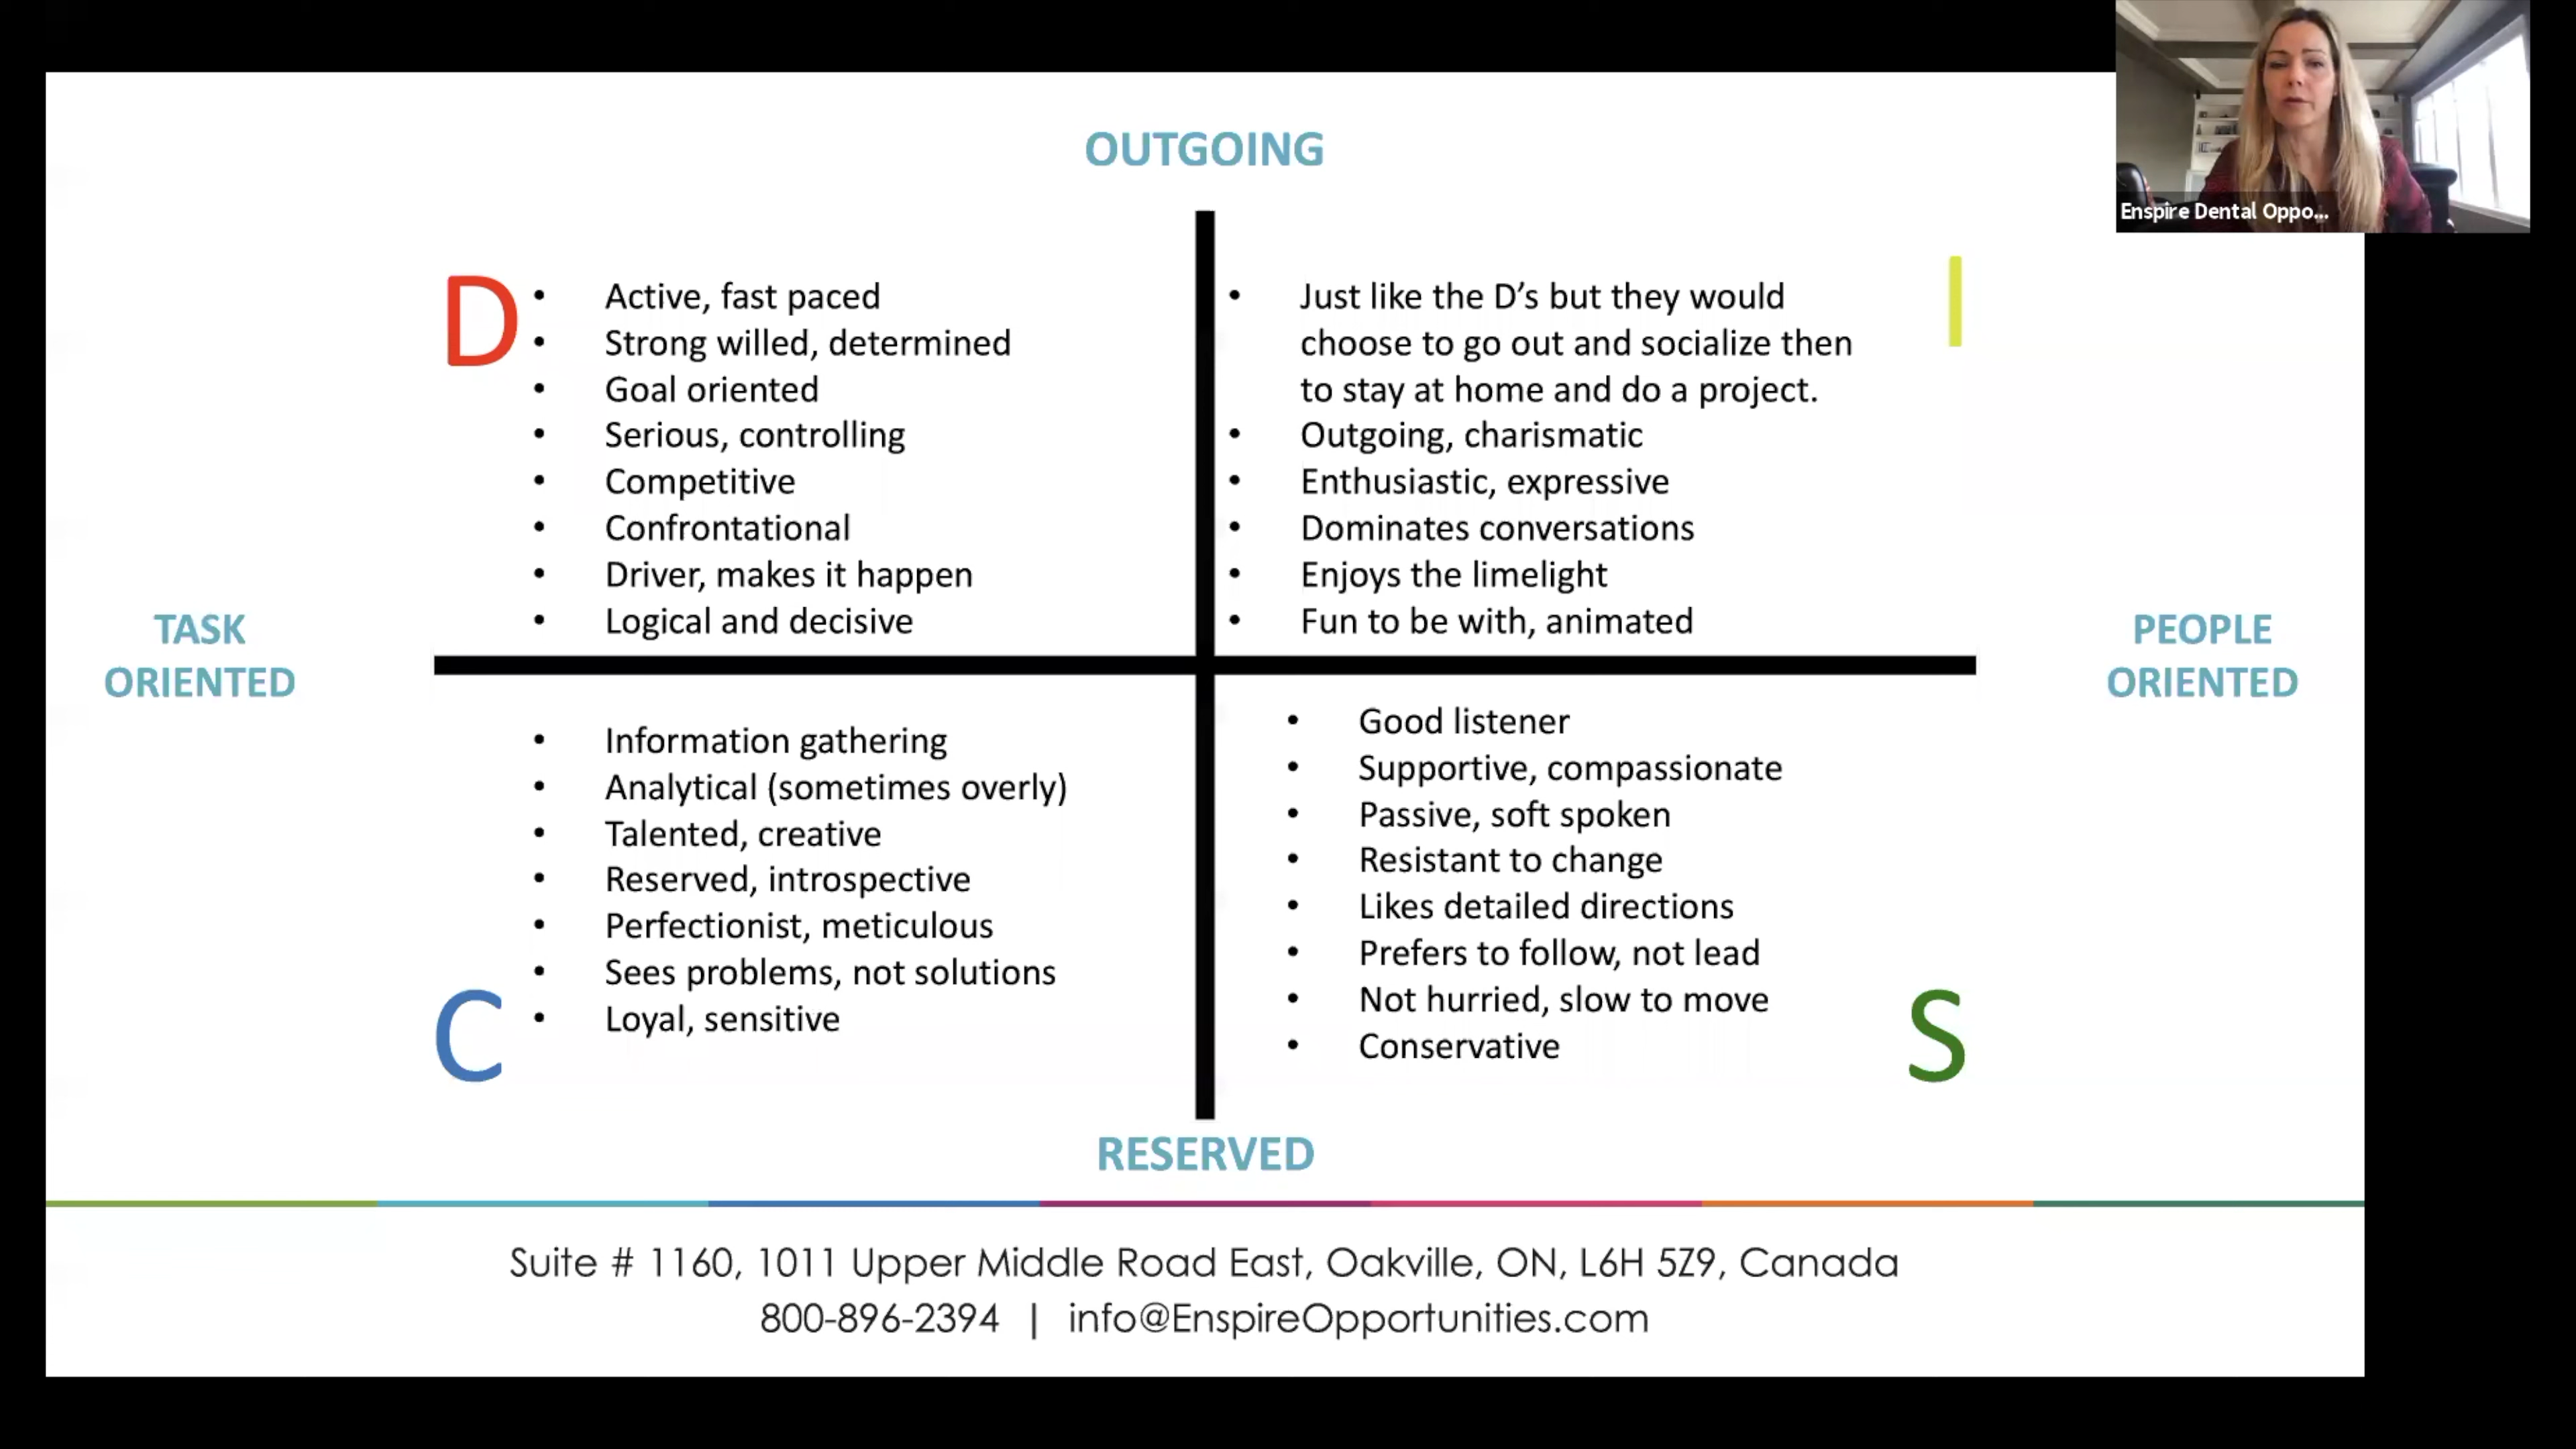 Enspire Dental Oppo...
OUTGOING
D
• Active, fast paced
• Strong willed, determined
• Goal oriented
• Serious, controlling
• Competitive
• Confrontational
• Driver, makes it happen
• Logical and decisive
I
• Just like the D’s but they would
choose to go out and socialize then
to stay at home and do a project.
• Outgoing, charismatic
• Enthusiastic, expressive
• Dominates conversations
• Enjoys the limelight
• Fun to be with, animated
TASK
ORIENTED
PEOPLE
ORIENTED
• Information gathering
• Analytical (sometimes overly)
• Talented, creative
• Reserved, introspective
• Perfectionist, meticulous
• Sees problems, not solutions
• Loyal, sensitive
C
• Good listener
• Supportive, compassionate
• Passive, soft spoken
• Resistant to change
• Likes detailed directions
• Prefers to follow, not lead
• Not hurried, slow to move
• Conservative
S
RESERVED
Suite # 1160, 1011 Upper Middle Road East, Oakville, ON, L6H 5Z9, Canada
800-896-2394 | info@EnspireOpportunities.com